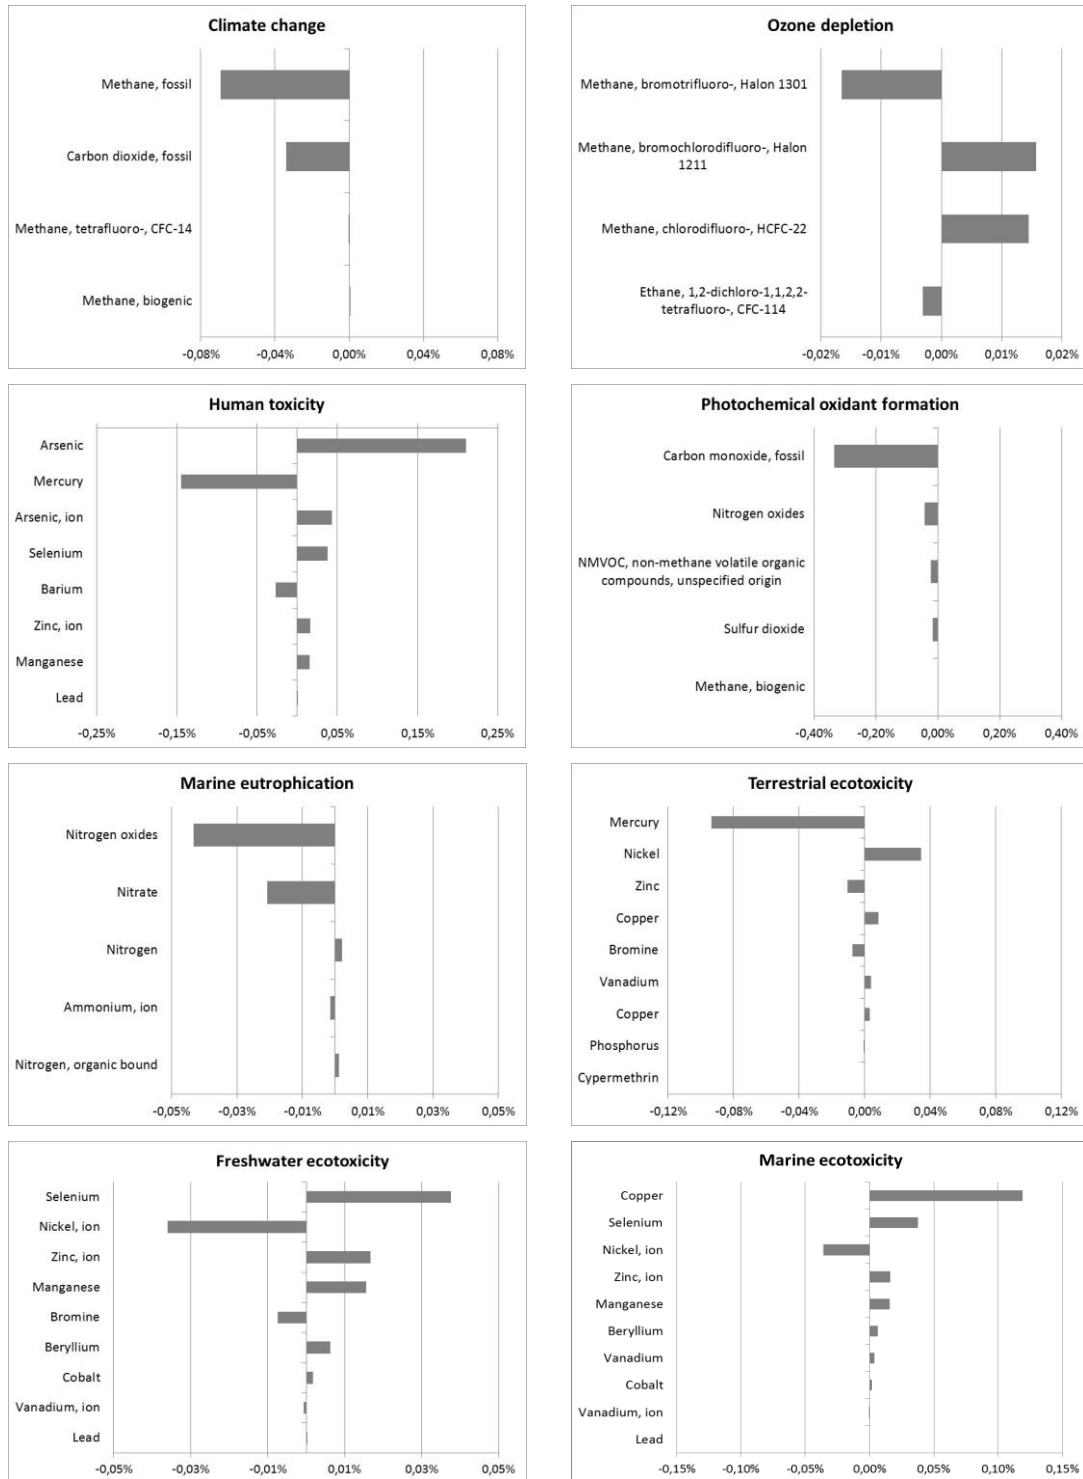 Climate change
Methane, fossil
Carbon dioxide, fossil
Methane, tetrafluoro-, CFC-14
Methane, biogenic
-0,08% -0,04% 0,00% 0,04% 0,08%
Ozone depletion
Methane, bromotrifluoro-, Halon 1301
Methane, bromochlorodifluoro-, Halon
1211
Methane, chlorodifluoro-, HCFC-22
Ethane, 1,2-dichloro-1,1,2,2-
tetrafluoro-, CFC-114
-0,02% -0,01% 0,00% 0,01% 0,02%
Human toxicity
Arsenic
Mercury
Arsenic, ion
Selenium
Barium
Zinc, ion
Manganese
Lead
-0,25% -0,15% -0,05% 0,05% 0,15% 0,25%
Photochemical oxidant formation
Carbon monoxide, fossil
Nitrogen oxides
NMVOC, non-methane volatile organic
compounds, unspecified origin
Sulfur dioxide
Methane, biogenic
-0,40% -0,20% 0,00% 0,20% 0,40%
Marine eutrophication
Nitrogen oxides
Nitrate
Nitrogen
Ammonium, ion
Nitrogen, organic bound
-0,05% -0,03% -0,01% 0,01% 0,03% 0,05%
Terrestrial ecotoxicity
Mercury
Nickel
Zinc
Copper
Bromine
Vanadium
Copper
Phosphorus
Cypermethrin
-0,12% -0,08% -0,04% 0,00% 0,04% 0,08% 0,12%
Freshwater ecotoxicity
Selenium
Nickel, ion
Zinc, ion
Manganese
Bromine
Beryllium
Cobalt
Vanadium, ion
Lead
-0,05% -0,03% -0,01% 0,01% 0,03% 0,05%
Marine ecotoxicity
Copper
Selenium
Nickel, ion
Zinc, ion
Manganese
Beryllium
Vanadium
Cobalt
Vanadium, ion
Lead
-0,15% -0,10% -0,05% 0,00% 0,05% 0,10% 0,15%